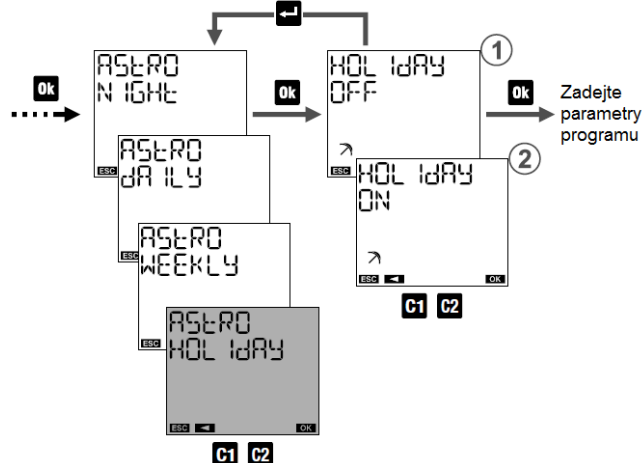 Ok
ASTRO
NIGHT
ESC
ASTRO
DAILY
ESC
ASTRO
WEEKLY
ESC
ASTRO
HOLIDAY
ESC
OK
C1 C2
Ok
1
HOLIDAY
OFF
ESC
2
HOLIDAY
ON
ESC
OK
C1 C2
Ok
Zadejte
parametry
programu